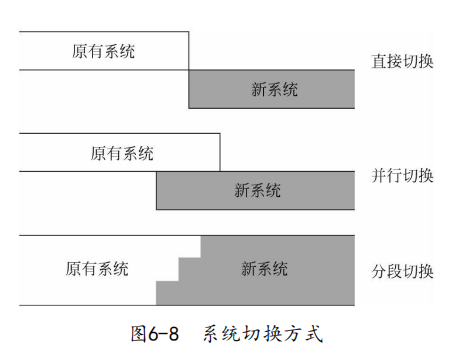 原有系统
直接切换
新系统
原有系统
并行切换
新系统
原有系统 新系统 分段切换
图6-8 系统切换方式